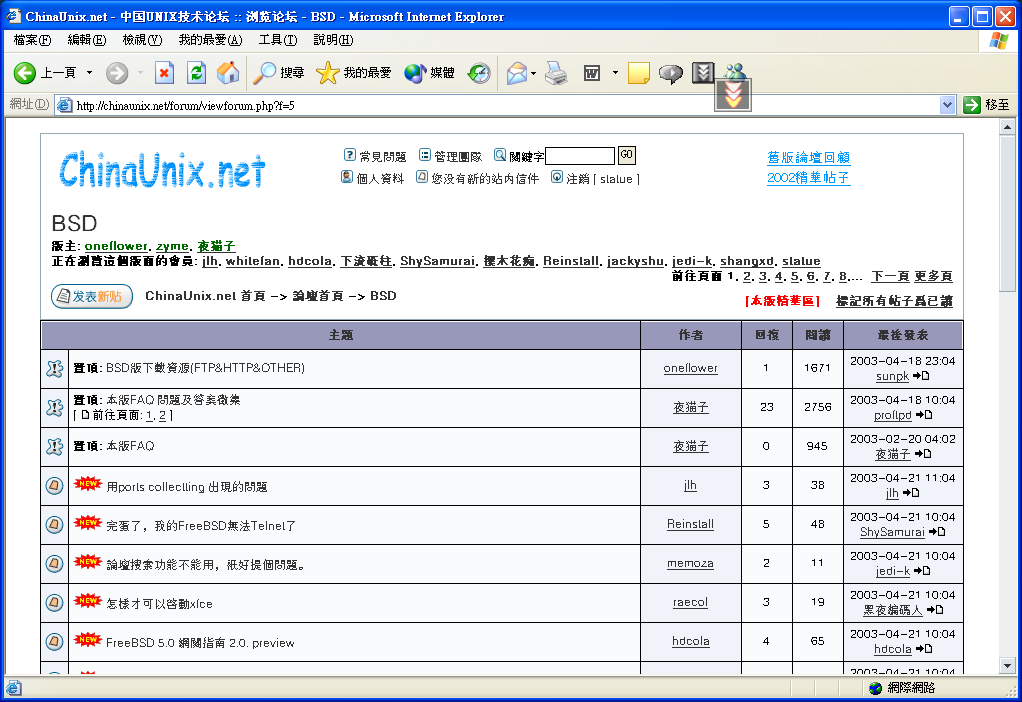 ChinaUnix.net - 中国UNIX技术论坛 :: 浏览论坛 - BSD - Microsoft Internet Explorer
檔案(F) 編輯(E) 檢視(V) 我的最愛(A) 工具(T) 說明(H)
上一頁 搜尋 我的最愛 媒體
網址(D) http://chinaunix.net/forum/viewforum.php?f=5 移至
ChinaUnix.net
常見問題 管理團隊 關鍵字 GO
個人資料 您没有新的站内信件 注銷 [ slatue ]
舊版論壇回顧
2002精華帖子
BSD
版主: oneflower, zyme, 夜猫子
正在瀏覽這個版面的會員: jlh, whitefan, hdcola, 下流砥柱, ShySamurai, 櫻木花痴, Reinstall, jackyshu, jedi-k, shangxd, slatue
前往頁面 1, 2, 3, 4, 5, 6, 7, 8,... 下一頁 更多頁
发表新贴 ChinaUnix.net 首頁 -> 論壇首頁 -> BSD [本版精華區] 標記所有帖子爲已讀
主題 作者 回複 閱讀 最後發表
置頂: BSD版下載資源(FTP&HTTP&OTHER) oneflower 1 1671 2003-04-18 23:04
sunpk
置頂: 本版FAQ 問題及答案徵集 夜猫子 23 2756 2003-04-18 10:04
[ 前往頁面: 1, 2 ] proftpd
置頂: 本版FAQ 夜猫子 0 945 2003-02-20 04:02
夜猫子
NEW 用ports collectting 出現的問題 jlh 3 38 2003-04-21 11:04
jlh
NEW 完蛋了，我的FreeBSD無法Telnet了 Reinstall 5 48 2003-04-21 10:04
ShySamurai
NEW 論壇搜索功能不能用，衹好提個問題。 memoza 2 11 2003-04-21 10:04
jedi-k
NEW 怎樣才可以啓動xfce raecol 3 19 2003-04-21 10:04
黑夜編碼人
NEW FreeBSD 5.0 網關指南 2.0. preview hdcola 4 65 2003-04-21 10:04
hdcola
2003-04-21 10:04
網際網路